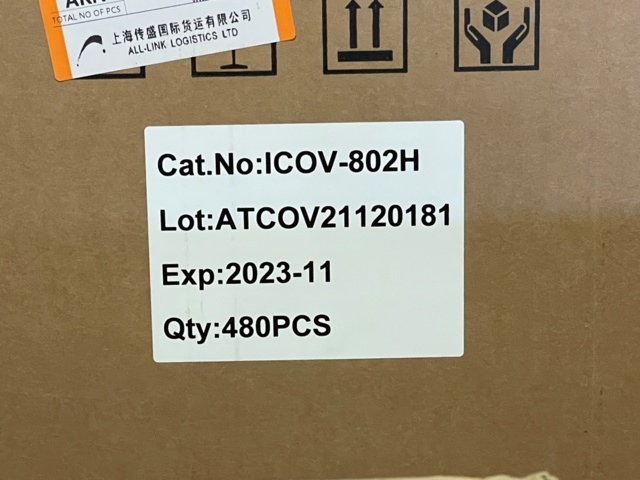 TOTAL NO OF PCS
上海传盛国际货运有限公司
ALL-LINK LOGISTICS LTD
Cat.No:ICOV-802H
Lot:ATCOV21120181
Exp:2023-11
Qty:480PCS